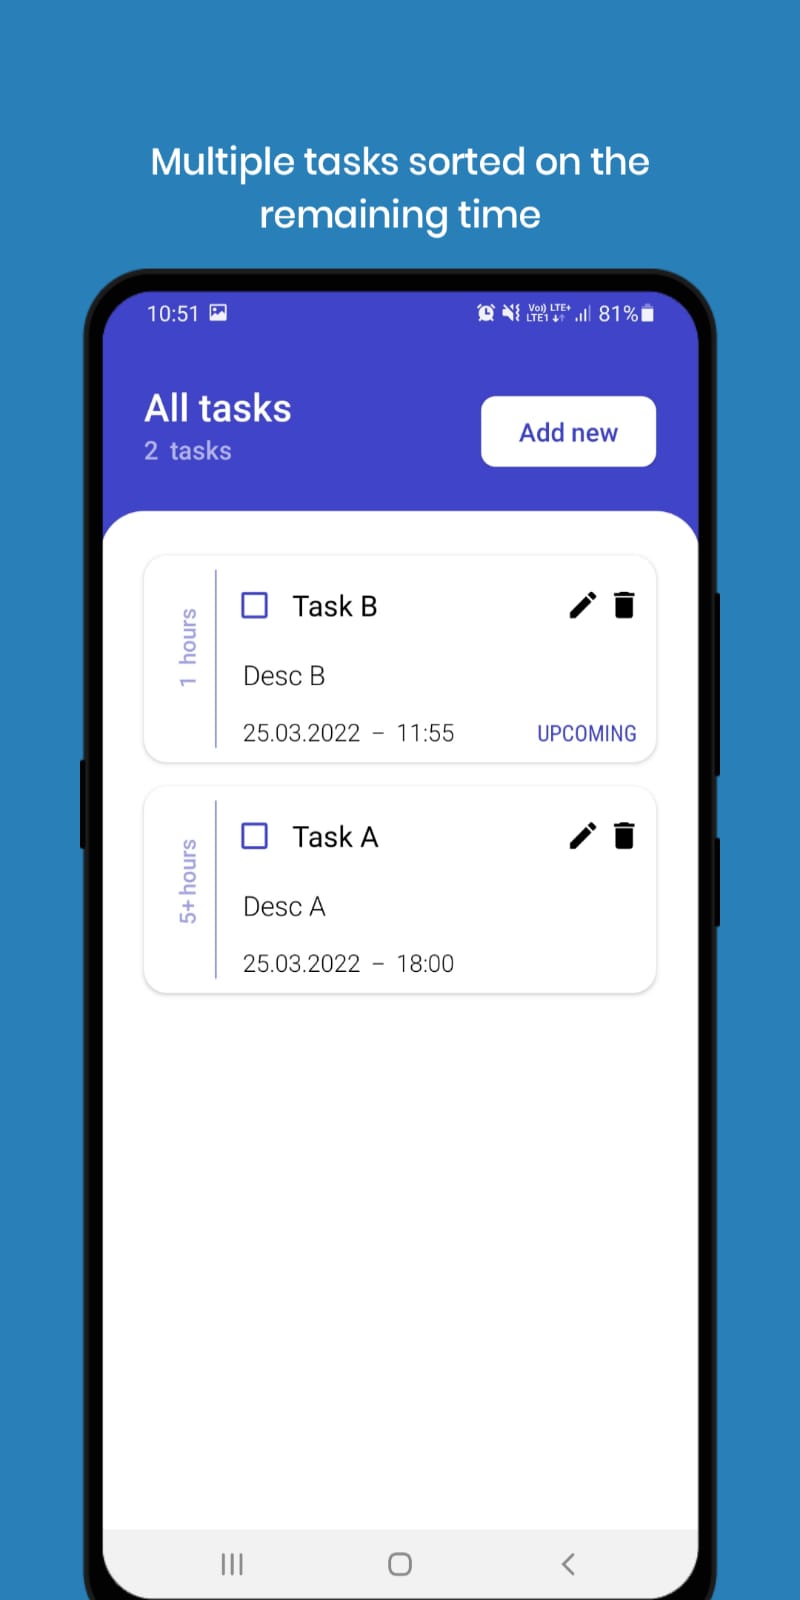 Multiple tasks sorted on the
remaining time
10:51
Vo)) LTE+
LTE1
81%
All tasks
2 tasks
Add new
1 hours
Task B
Desc B
25.03.2022 – 11:55
UPCOMING
5+ hours
Task A
Desc A
25.03.2022 – 18:00